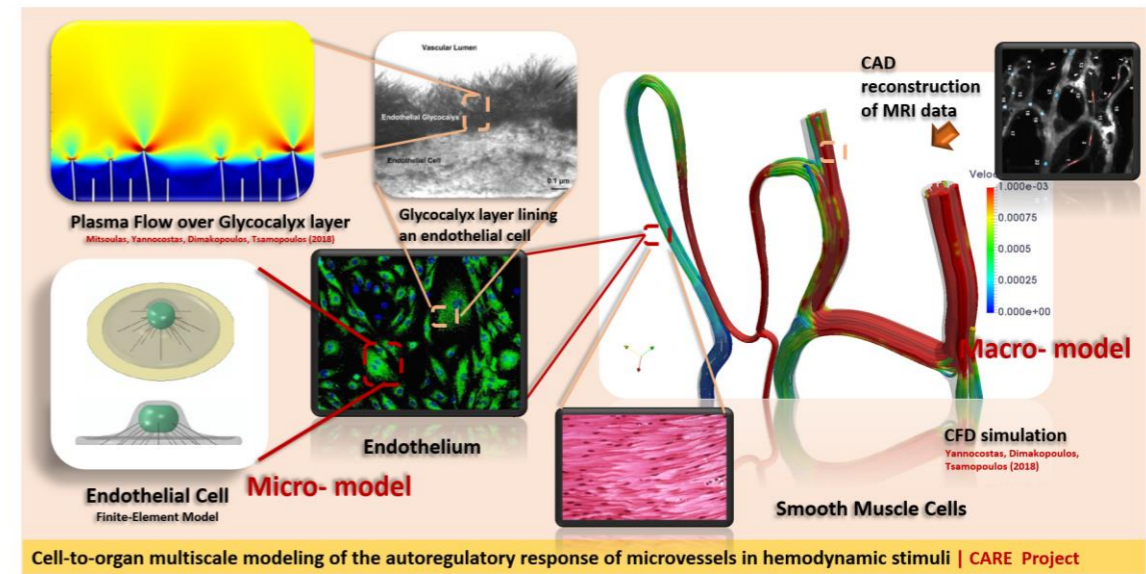 Vascular Lumen
Endothelial Glycocalyx
Endothelial Cell
0.1 μm
Plasma Flow over Glycocalyx layer
Mitsoulas, Yannocostas, Dimakopoulos, Tsamopoulos (2018)
Glycocalyx layer lining
an endothelial cell
CAD
reconstruction
of MRI data
Veloc
1.000e-03
0.00075
0.0005
0.00025
0.000e+00
Macro- model
Endothelium
Endothelial Cell
Finite-Element Model
Micro- model
CFD simulation
Yannocostas, Dimakopoulos,
Tsamopoulos (2018)
Smooth Muscle Cells
Cell-to-organ multiscale modeling of the autoregulatory response of microvessels in hemodynamic stimuli | CARE Project